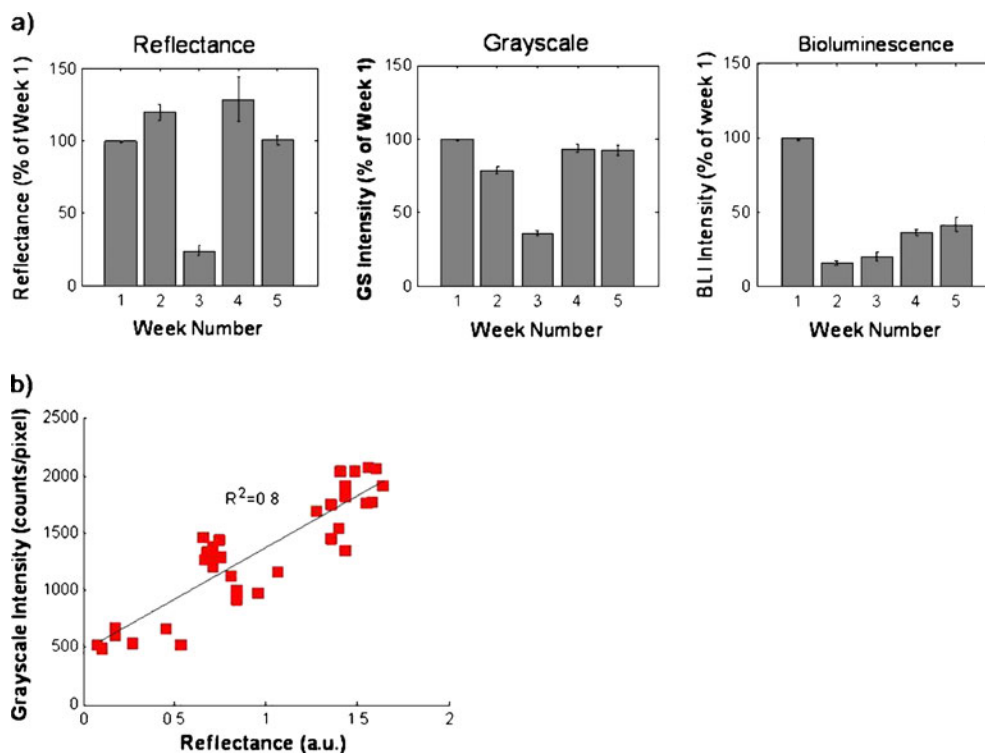 a)
Reflectance
Reflectance (% of Week 1)
150
100
50
0
1 2 3 4 5
Week Number
Grayscale
GS Intensity (% of Week 1)
150
100
50
0
1 2 3 4 5
Week Number
Bioluminescence
BLI Intensity (% of week 1)
150
100
50
0
1 2 3 4 5
Week Number
b)
Grayscale Intensity (counts/pixel)
2500
2000
1500
1000
500
0
R²=0 8
0 0 5 1 1 5 2
Reflectance (a.u.)